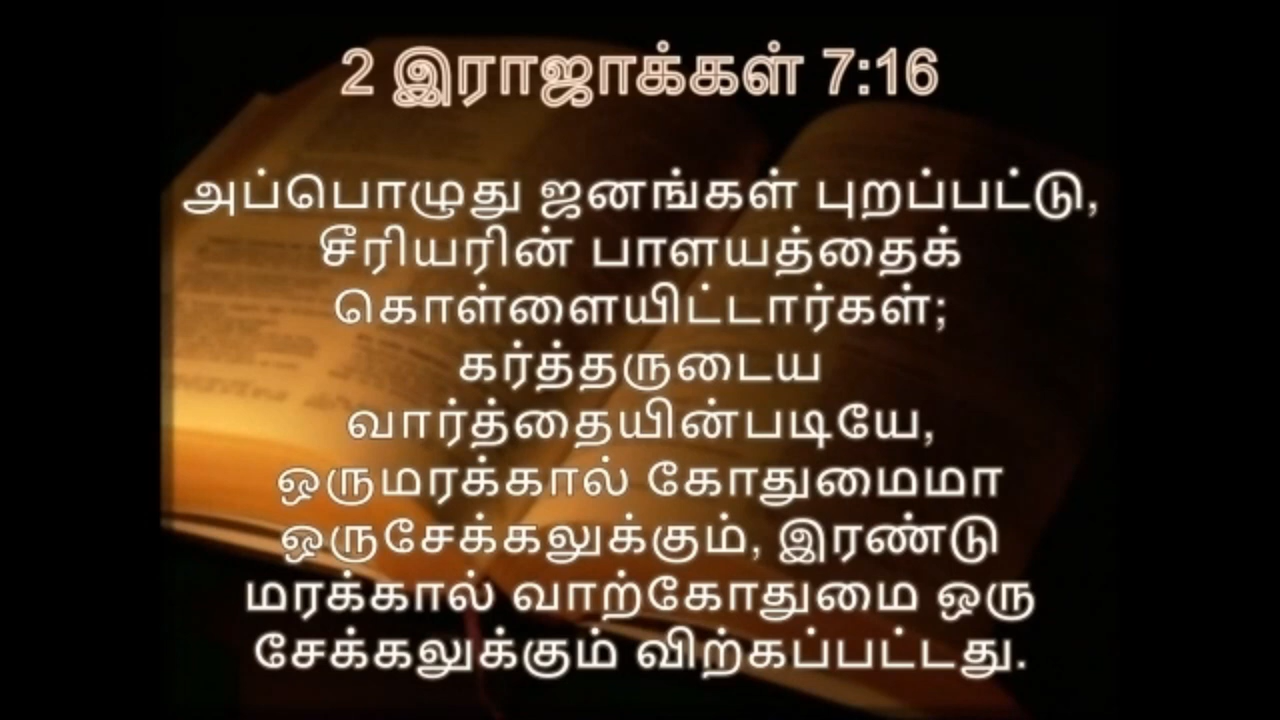 2 இராஜாக்கள் 7:16
அப்பொழுது ஜனங்கள் புறப்பட்டு,
சீரியரின் பாளயத்தைக்
கொள்ளையிட்டார்கள்;
கர்த்தருடைய
வார்த்தையின்படியே,
ஒருமரக்கால் கோதுமைமா
ஒருசேக்கலுக்கும், இரண்டு
மரக்கால் வாற்கோதுமை ஒரு
சேக்கலுக்கும் விற்கப்பட்டது.